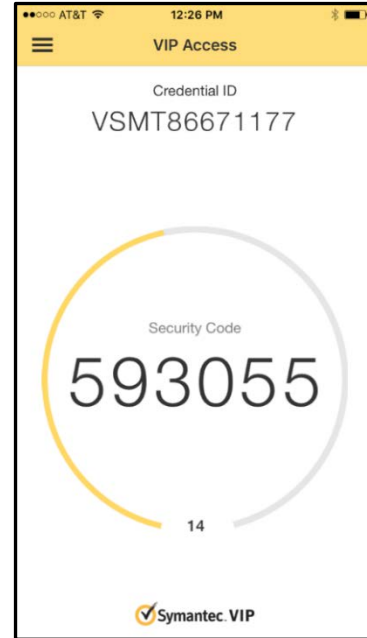 AT&T 12:26 PM
VIP Access
Credential ID
VSMT86671177
Security Code
593055
14
Symantec. VIP